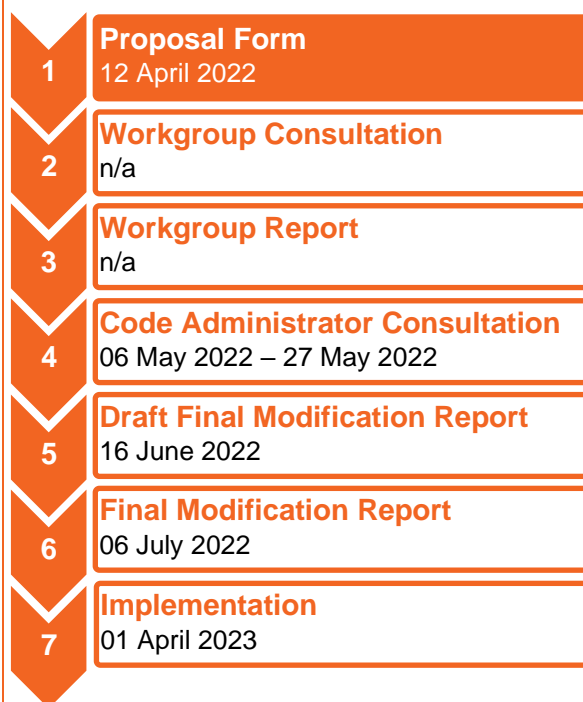 1
Proposal Form
12 April 2022
2
Workgroup Consultation
n/a
3
Workgroup Report
n/a
4
Code Administrator Consultation
06 May 2022 – 27 May 2022
5
Draft Final Modification Report
16 June 2022
6
Final Modification Report
06 July 2022
7
Implementation
01 April 2023